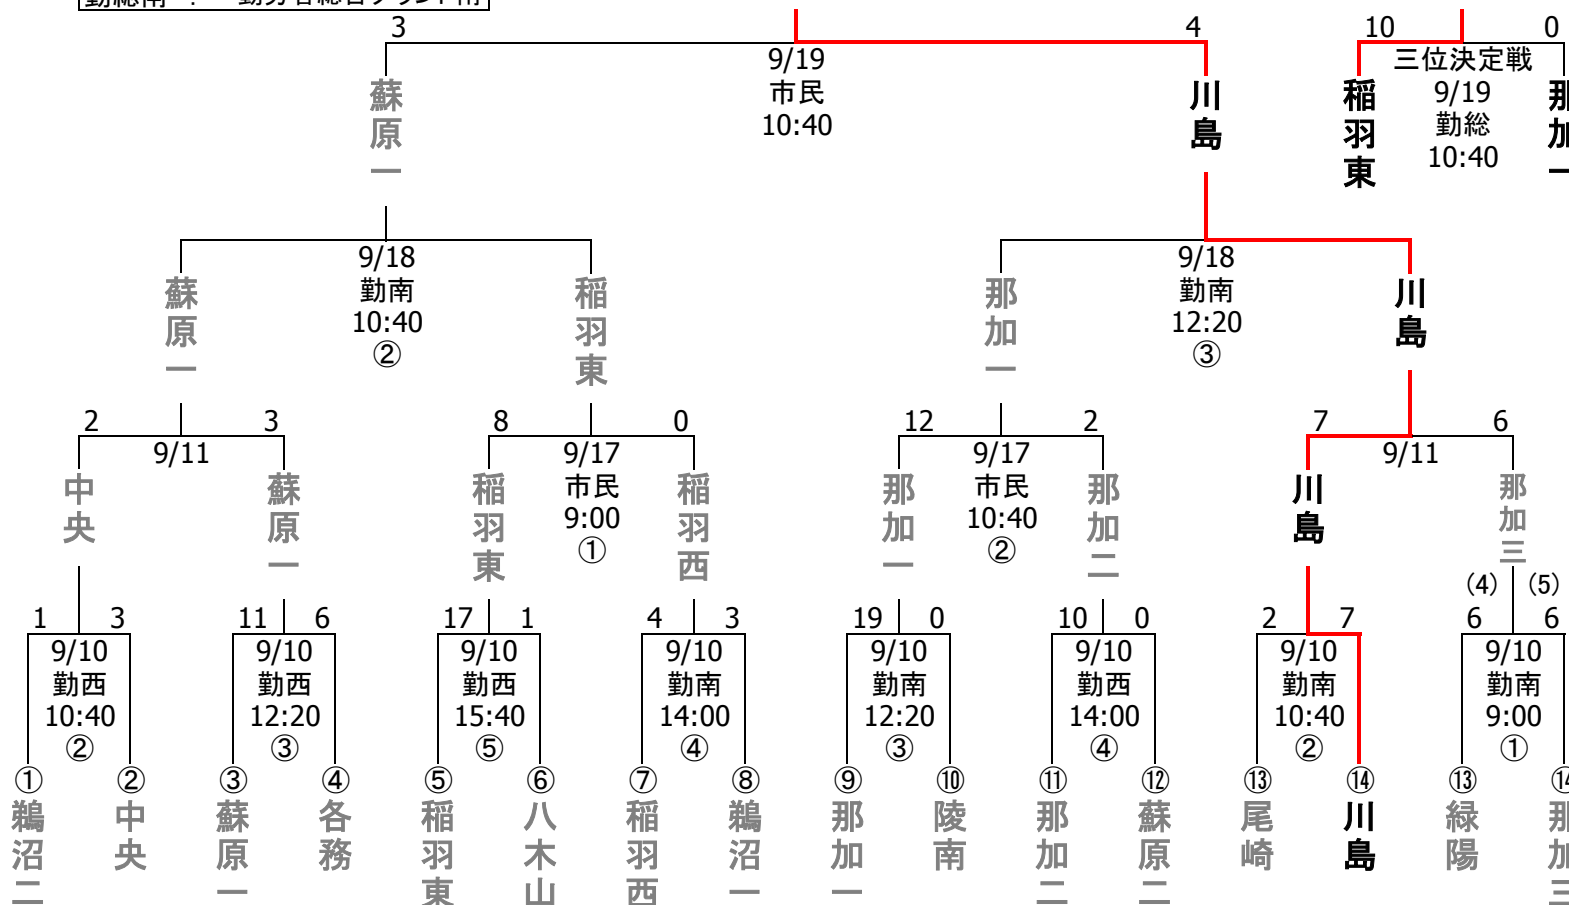 3
4
10
0
9/19
市民
10:40
三位決定戦
9/19
勤総
10:40
蘇原一
川島
稲羽東
那加一
9/18
勤南
10:40
②
9/18
勤南
12:20
③
蘇原一
稲羽東
那加一
川島
2
3
8
0
12
2
7
6
9/11
9/17
市民
9:00
①
9/17
市民
10:40
②
9/11
中央
蘇原一
稲羽東
稲羽西
那加一
那加二
川島
那加三
(4)
(5)
1
3
11
6
17
1
4
3
19
0
10
0
2
7
6
6
9/10
勤西
10:40
②
9/10
勤西
12:20
③
9/10
勤西
15:40
⑤
9/10
勤南
14:00
④
9/10
勤南
12:20
③
9/10
勤西
14:00
④
9/10
勤南
10:40
②
9/10
勤南
9:00
①
①
鵜沼二
②
中央
③
蘇原一
④
各務
⑤
稲羽東
⑥
八木山
⑦
稲羽西
⑧
鵜沼一
⑨
那加一
⑩
陵南
⑪
那加二
⑫
蘇原二
⑬
尾崎
⑭
川島
⑬
緑陽
⑭
那加三